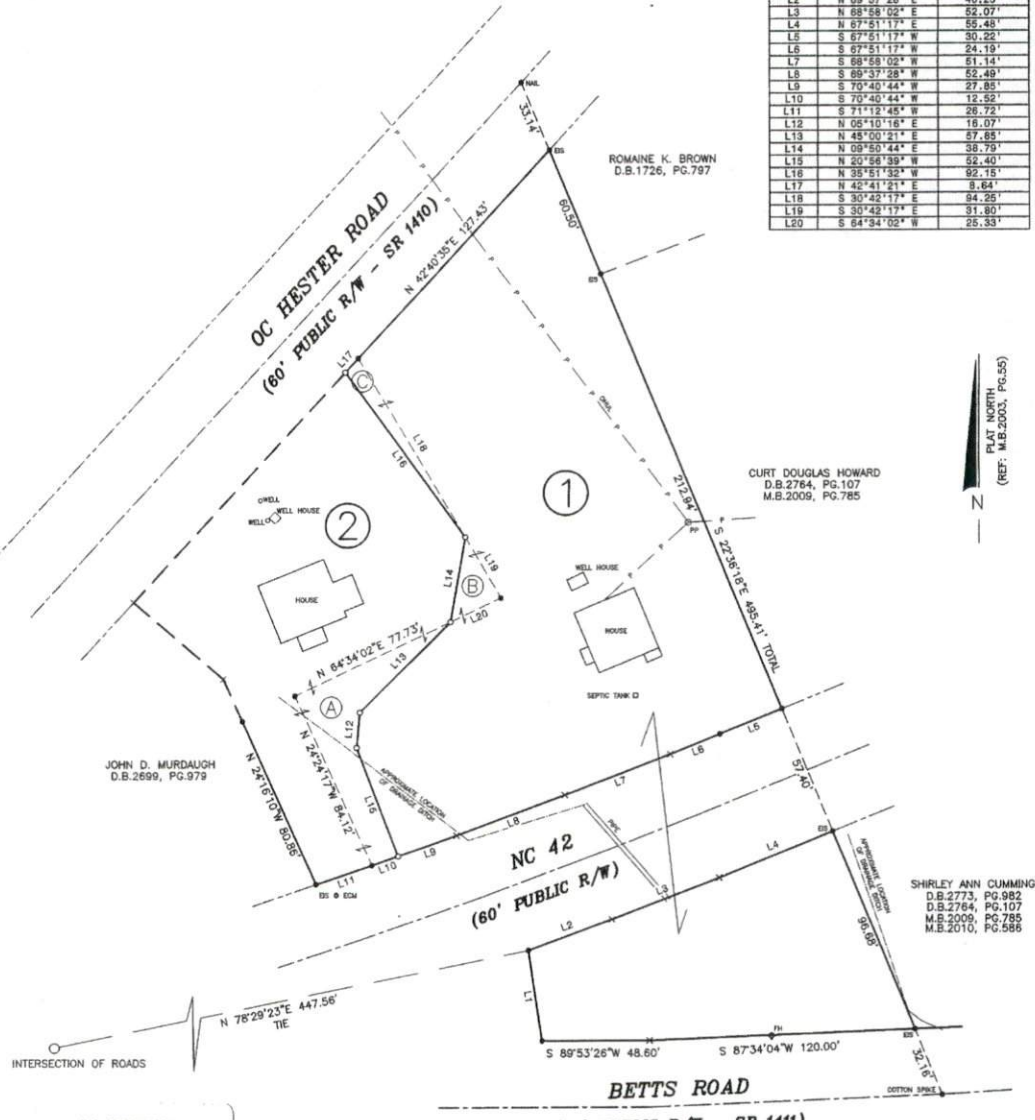 L3 N 68°58'02" E 52.07'
L4 N 67°51'17" E 55.48'
L5 S 67°51'17" W 30.22'
L6 S 67°51'17" W 24.19'
L7 S 68°58'02" W 51.14'
L8 S 69°37'28" W 52.49'
L9 S 70°40'44" W 27.85'
L10 S 70°40'44" W 12.52'
L11 S 71°12'45" W 26.72'
L12 N 05°10'16" E 16.07'
L13 N 45°00'21" E 57.85'
L14 N 09°50'44" E 38.79'
L15 N 20°56'39" W 52.40'
L16 N 35°51'32" W 92.15'
L17 N 42°41'21" E 8.64'
L18 S 30°42'17" E 94.25'
L19 S 30°42'17" E 31.80'
L20 S 64°34'02" W 25.33'
NAIL
33.14'
EIS
ROMAINE K. BROWN
D.B.1726, PG.797
60.50'
EIS
OC HESTER ROAD
(60' PUBLIC R/W - SR 1410)
N 42°40'35"E 127.43'
P
P
P
P
P
P
P
OHUL
P
P
P
L17
C
L18
L16
PLAT NORTH
(REF: M.B.2003, PG.55)
N
CURT DOUGLAS HOWARD
D.B.2764, PG.107
M.B.2009, PG.785
1
212.94'
PP
P
P
P
P
S 22°36'18"E 495.41' TOTAL
WELL
WELL HOUSE
WELL
2
HOUSE
L14
L19
B
L20
WELL HOUSE
HOUSE
SEPTIC TANK
N 64°34'02"E 77.73'
L13
A
L12
N 24°24'17"W 84.12'
L15
APPROXIMATE LOCATION
OF DRAINAGE DITCH
JOHN D. MURDAUGH
D.B.2699, PG.979
N 24°16'10"W 80.86'
L5
L6
L7
L8
L9
L10
L11
EIS
ECM
57.40'
EIS
PIPE
NC 42
(60' PUBLIC R/W)
L4
L3
L2
APPROXIMATE LOCATION
OF DRAINAGE DITCH
96.68'
SHIRLEY ANN CUMMING
D.B.2773, PG.982
D.B.2764, PG.107
M.B.2009, PG.785
M.B.2010, PG.586
L1
N 78°29'23"E 447.56'
TIE
INTERSECTION OF ROADS
S 89°53'26"W 48.60'
FH
S 87°34'04"W 120.00'
EIS
32.16'
COTTON SPIKE
BETTS ROAD
SR 1411)